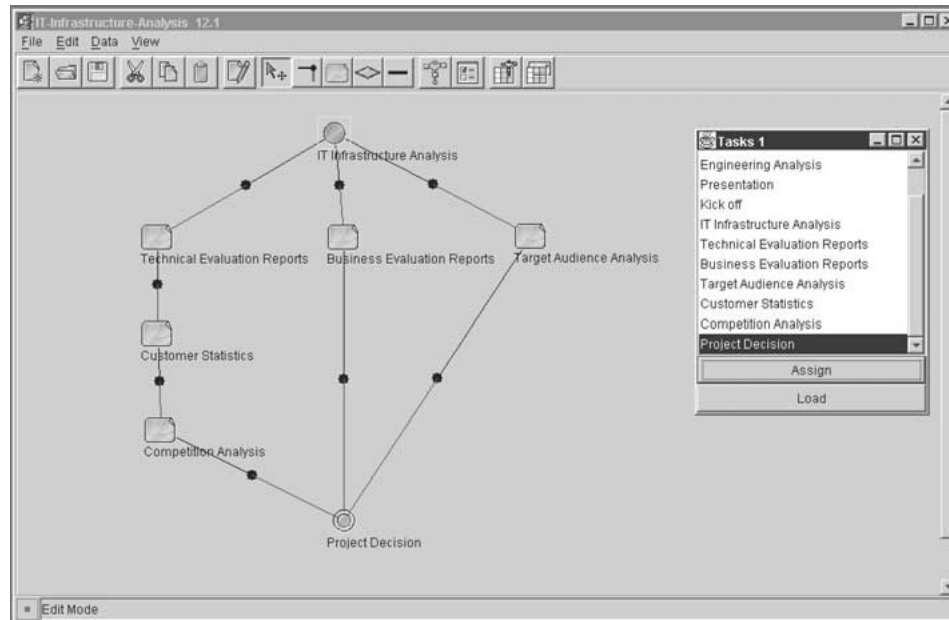 IT-Infrastructure-Analysis 12.1
File Edit Data View
IT Infrastructure Analysis
Technical Evaluation Reports
Business Evaluation Reports
Target Audience Analysis
Customer Statistics
Competition Analysis
Project Decision
Tasks 1
Engineering Analysis
Presentation
Kick off
IT Infrastructure Analysis
Technical Evaluation Reports
Business Evaluation Reports
Target Audience Analysis
Customer Statistics
Competition Analysis
Project Decision
Assign
Load
Edit Mode